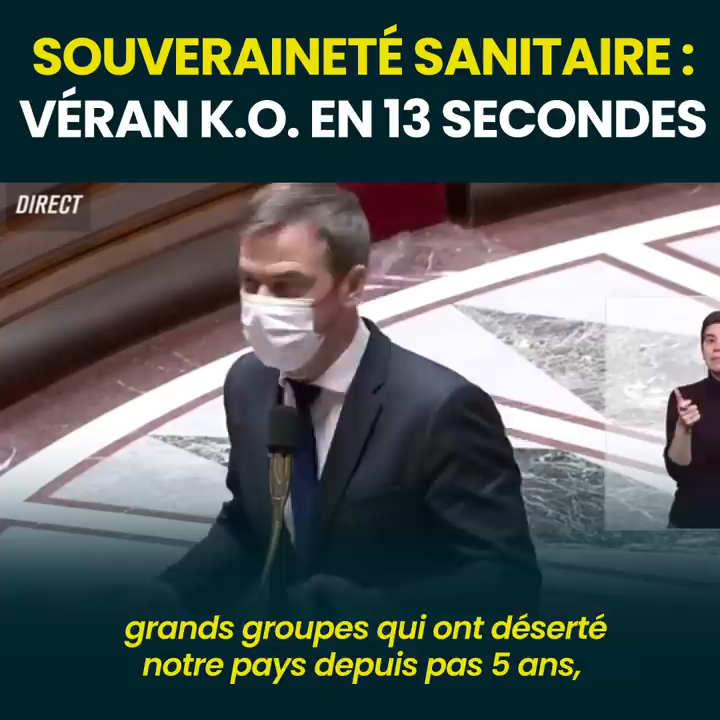 SOUVERAINETÉ SANITAIRE :
VÉRAN K.O. EN 13 SECONDES
DIRECT
grands groupes qui ont déserté
notre pays depuis pas 5 ans,